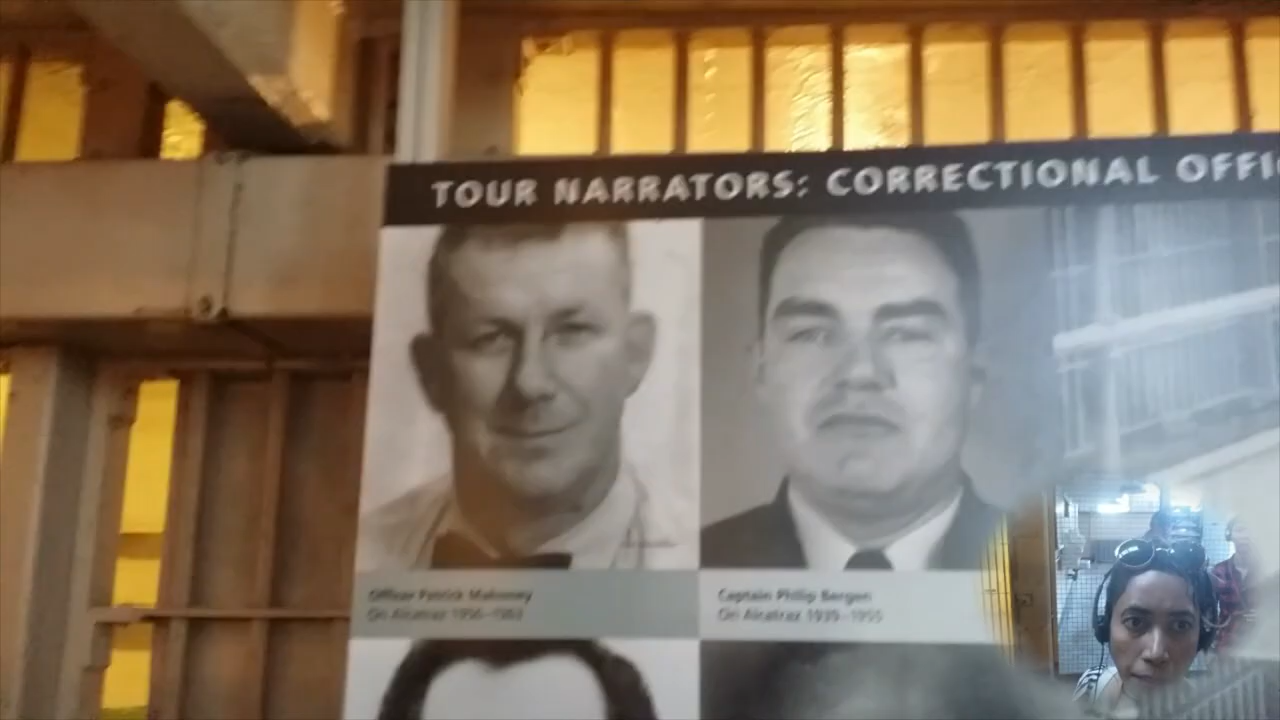 TOUR NARRATORS: CORRECTIONAL OFFI
Officer Patrick Mahoney
On Alcatraz 1956–1963
Captain Philip Bergen
On Alcatraz 1939–1955